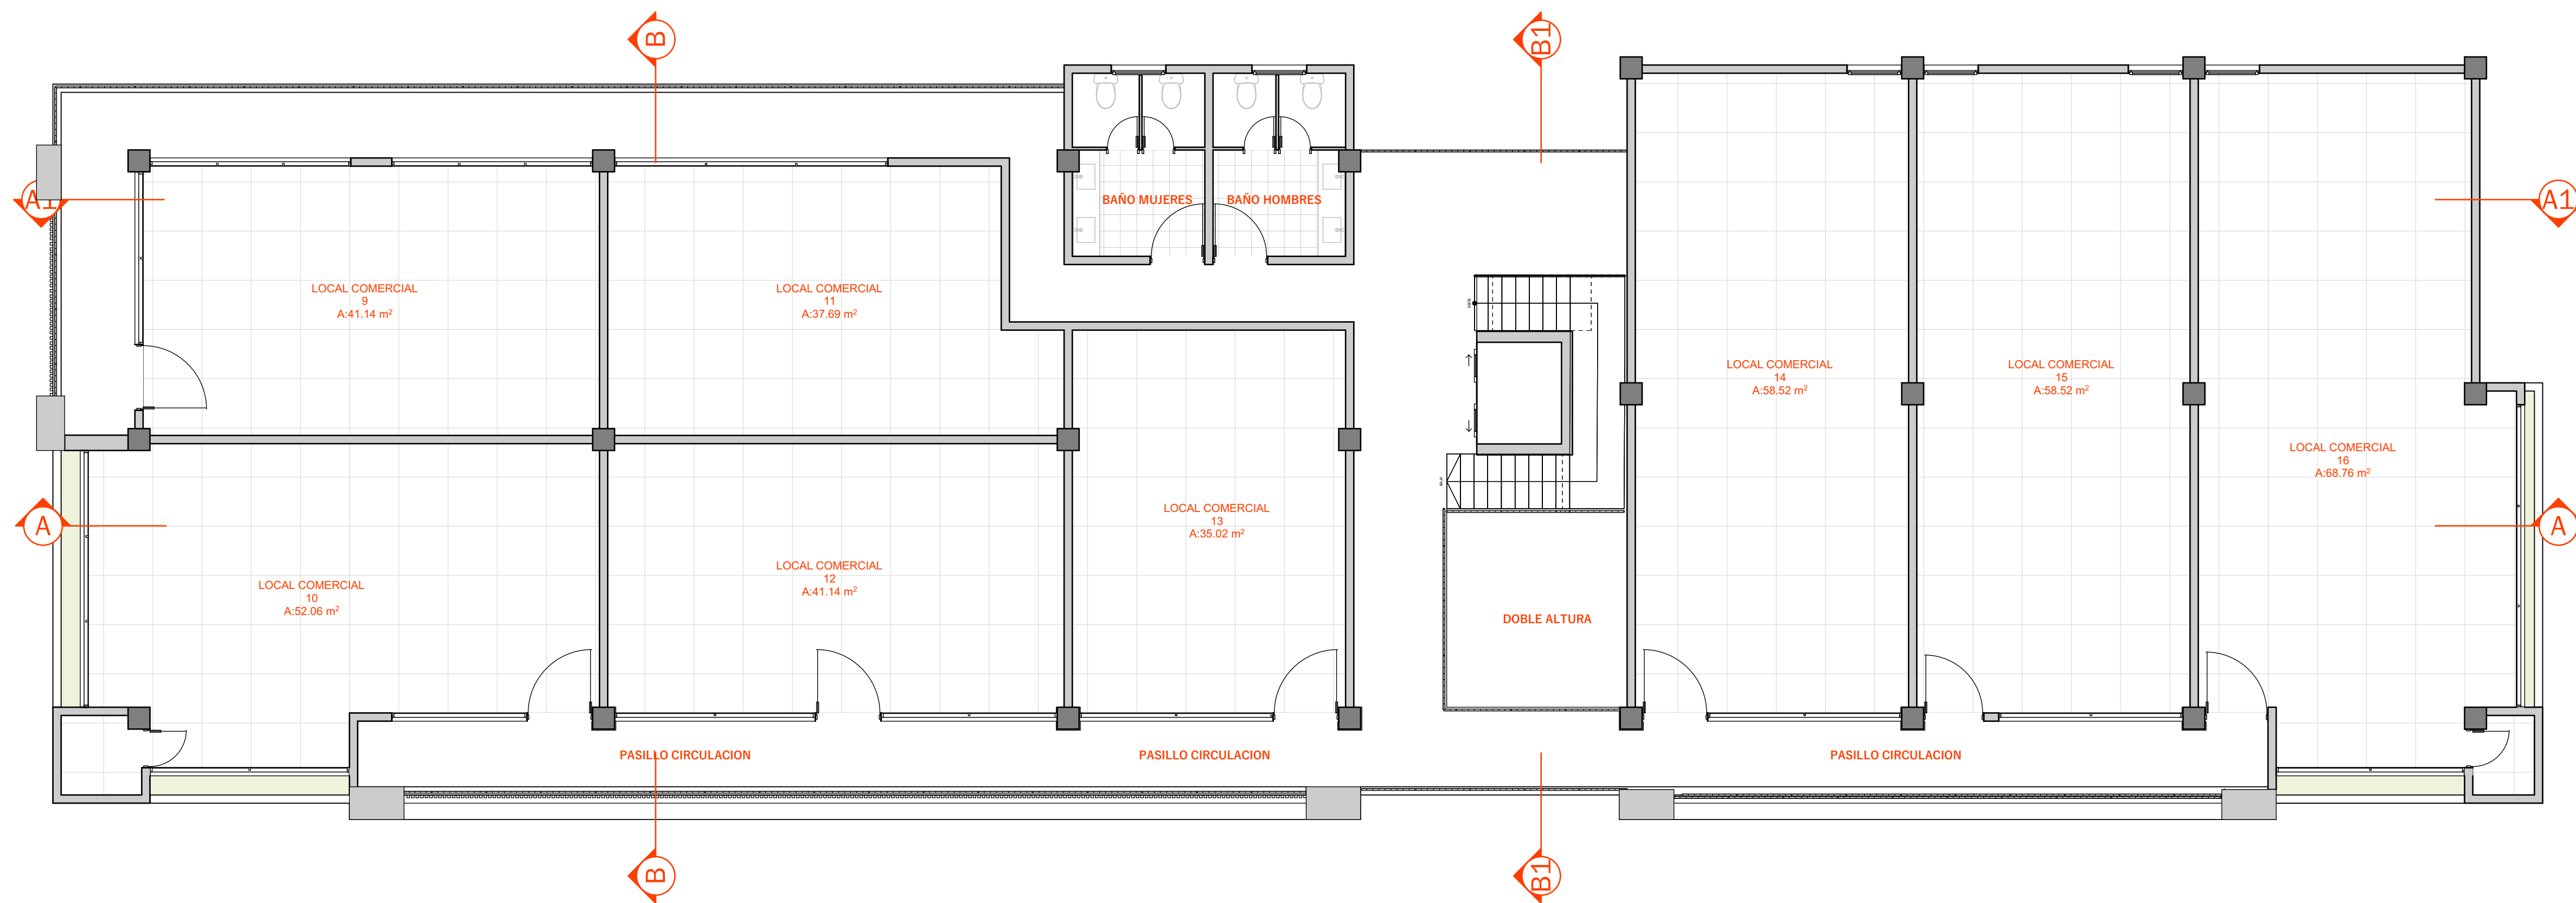 B
B1
A1
BAÑO MUJERES
BAÑO HOMBRES
A1
LOCAL COMERCIAL
9
A:41.14 m²
LOCAL COMERCIAL
11
A:37.69 m²
LOCAL COMERCIAL
14
A:58.52 m²
LOCAL COMERCIAL
15
A:58.52 m²
LOCAL COMERCIAL
16
A:68.76 m²
A
LOCAL COMERCIAL
13
A:35.02 m²
A
LOCAL COMERCIAL
10
A:52.06 m²
LOCAL COMERCIAL
12
A:41.14 m²
DOBLE ALTURA
PASILLO CIRCULACION
PASILLO CIRCULACION
PASILLO CIRCULACION
B
B1